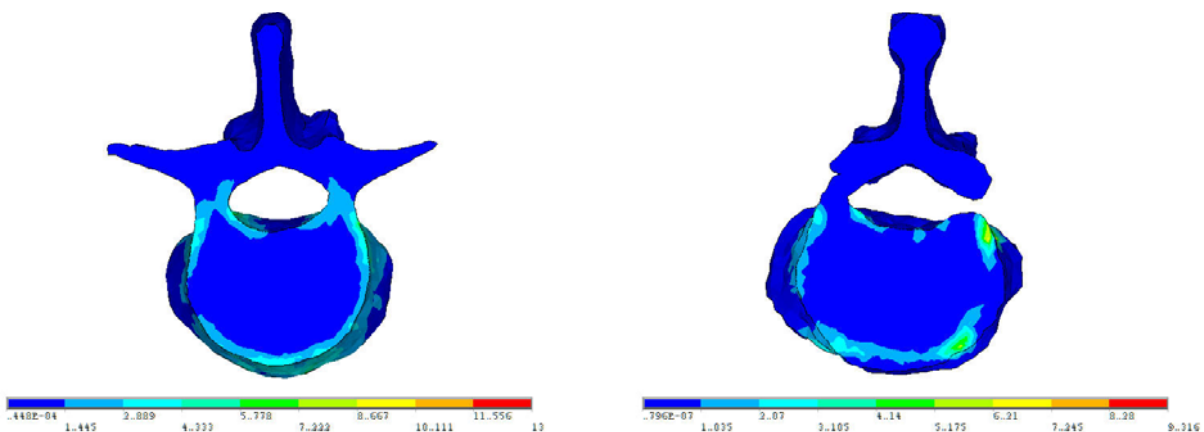 .448E-04 2.889 5.778 8.667 11.556
1.445 4.333 7.222 10.111 13
.796E-07 2.07 4.14 6.21 8.28
1.035 3.105 5.175 7.245 9.316